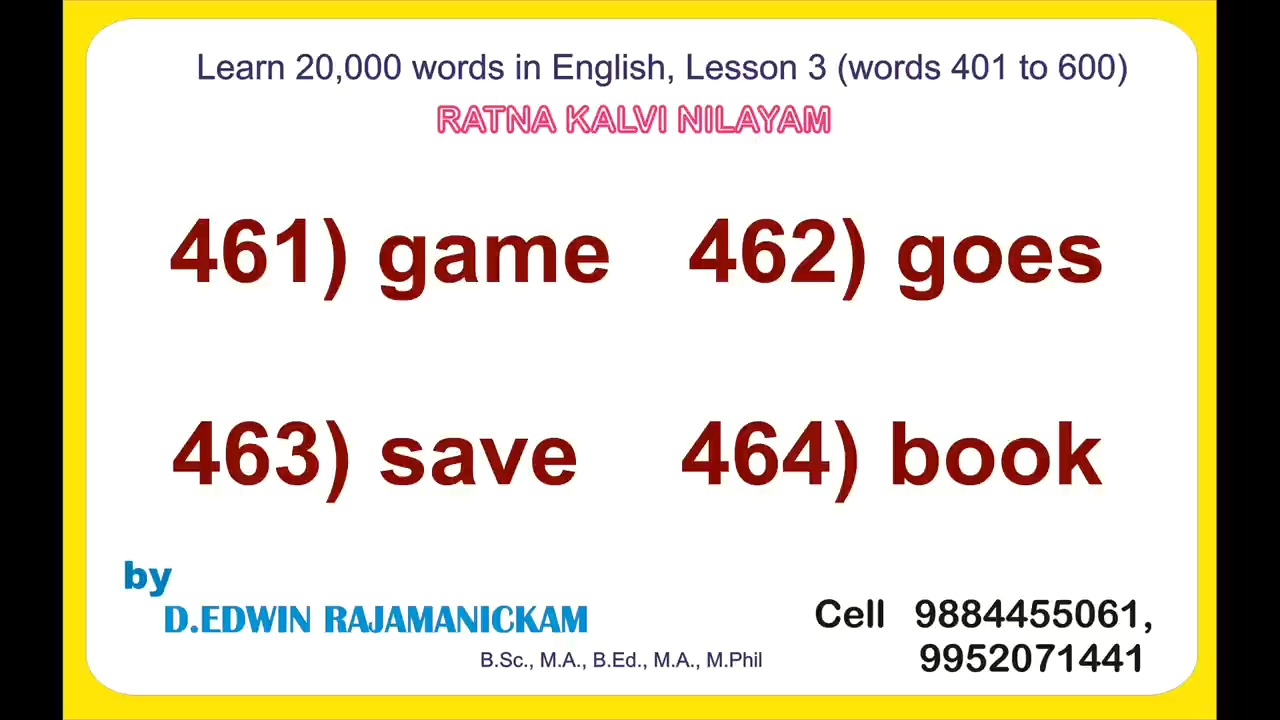 Learn 20,000 words in English, Lesson 3 (words 401 to 600)
RATNA KALVI NILAYAM
461) game 462) goes
463) save 464) book
by
D.EDWIN RAJAMANICKAM
B.Sc., M.A., B.Ed., M.A., M.Phil
Cell 9884455061,
9952071441